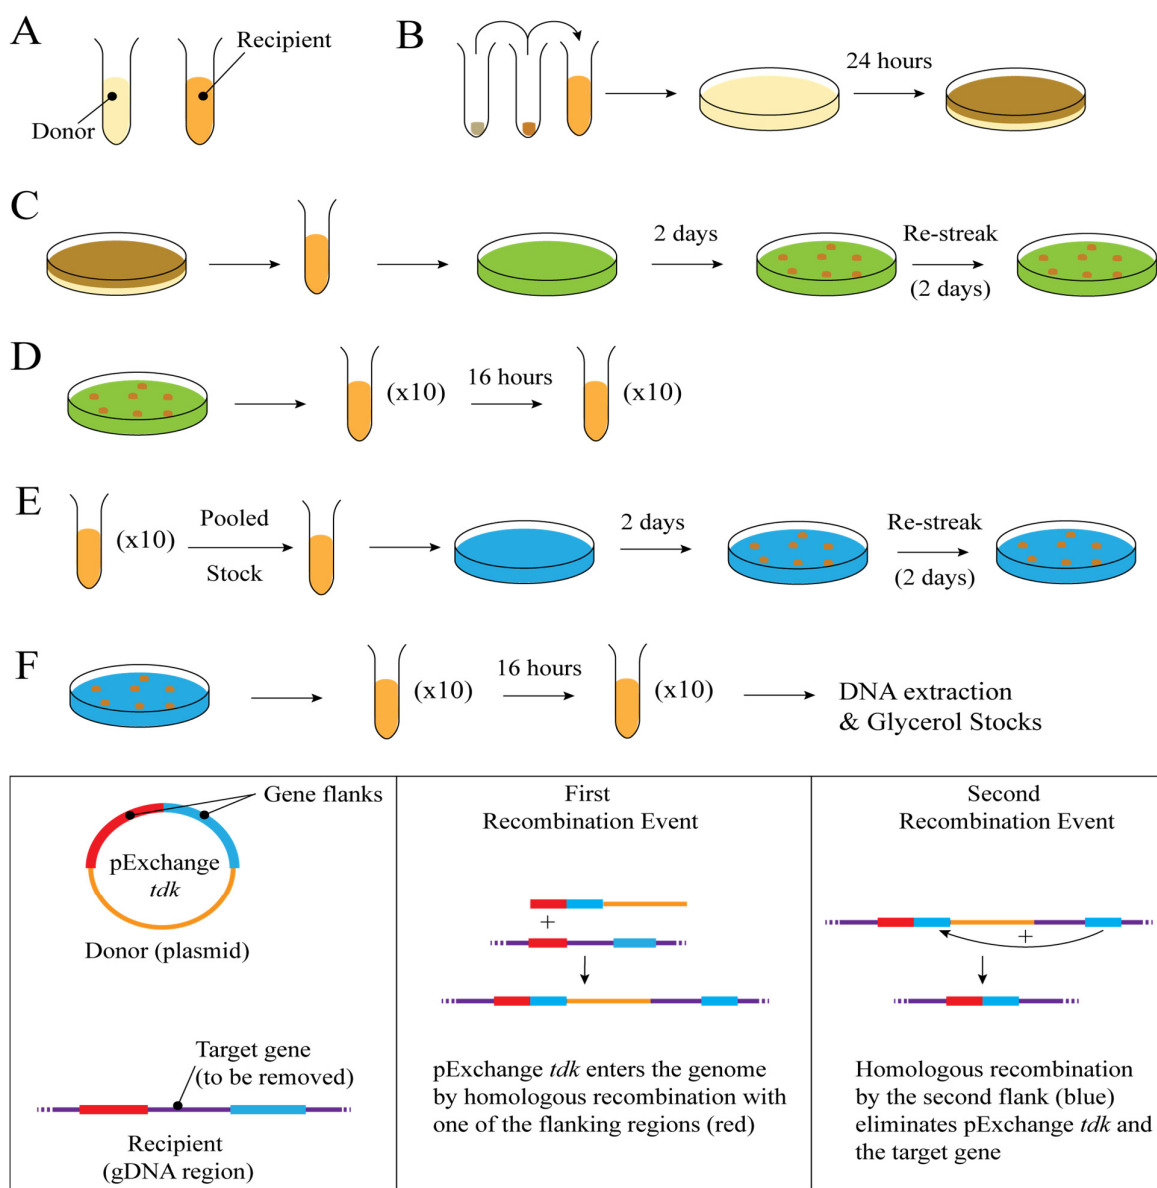 A
Donor
Recipient
B
24 hours
C
2 days
Re-streak
(2 days)
D
(x10)
16 hours
(x10)
E
(x10)
Pooled
Stock
2 days
Re-streak
(2 days)
F
(x10)
16 hours
(x10)
DNA extraction
& Glycerol Stocks
Gene flanks
pExchange
tdk
Donor (plasmid)
Target gene
(to be removed)
Recipient
(gDNA region)
First
Recombination Event
+
pExchange tdk enters the genome
by homologous recombination with
one of the flanking regions (red)
Second
Recombination Event
+
Homologous recombination
by the second flank (blue)
eliminates pExchange tdk and
the target gene